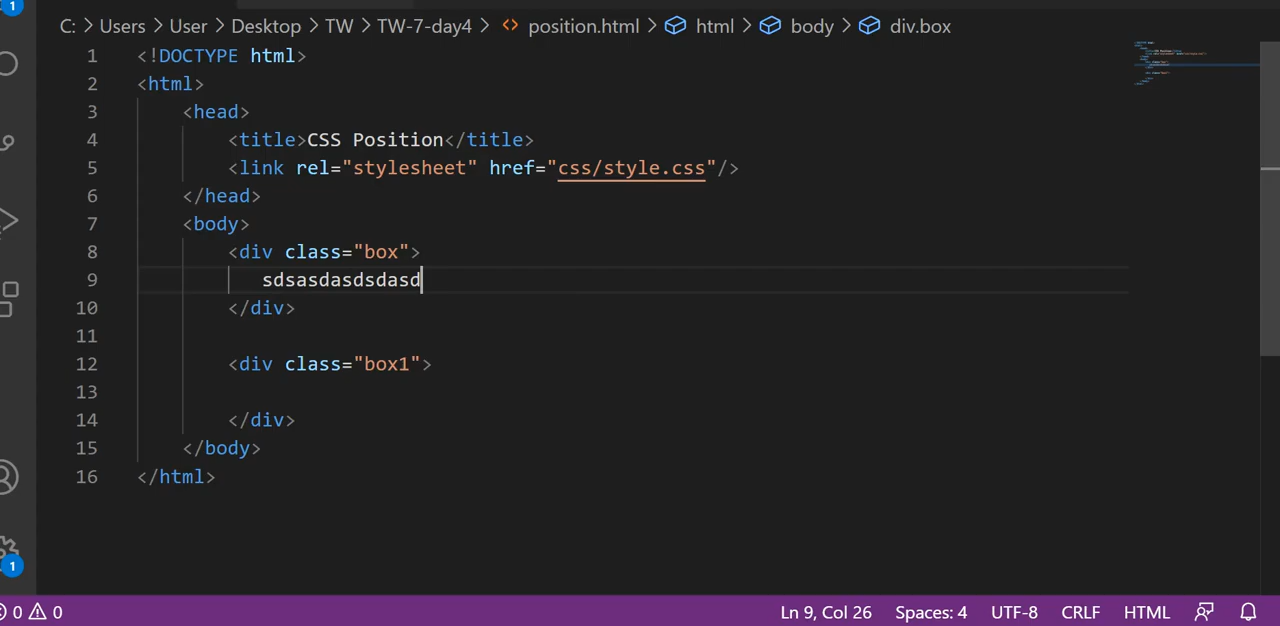 1
C: > Users > User > Desktop > TW > TW-7-day4 > <> position.html > html > body > div.box
1 <!DOCTYPE html>
2 <html>
3 <head>
4 <title>CSS Position</title>
5 <link rel="stylesheet" href="css/style.css"/>
6 </head>
7 <body>
8 <div class="box">
9 sdsasdasdsdasd
10 </div>
11
12 <div class="box1">
13
14 </div>
15 </body>
16 </html>
1
0 0 Ln 9, Col 26 Spaces: 4 UTF-8 CRLF HTML